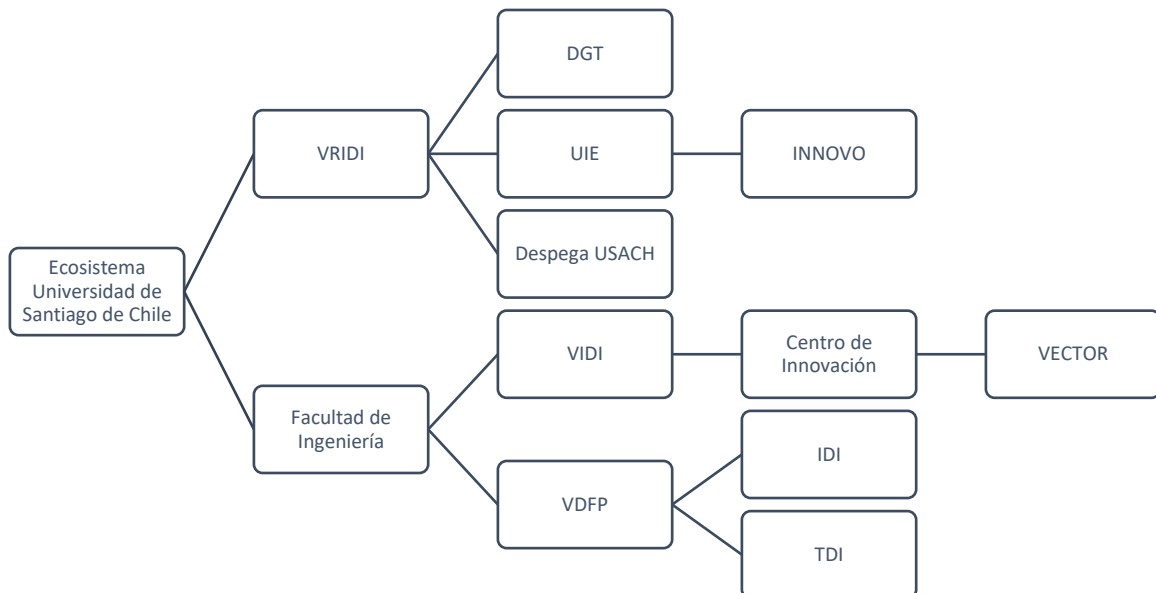 DGT
VRIDI
UIE
INNOVO
Despega USACH
Ecosistema
Universidad de
Santiago de Chile
VIDI
Centro de
Innovación
VECTOR
Facultad de
Ingeniería
IDI
VDFP
TDI